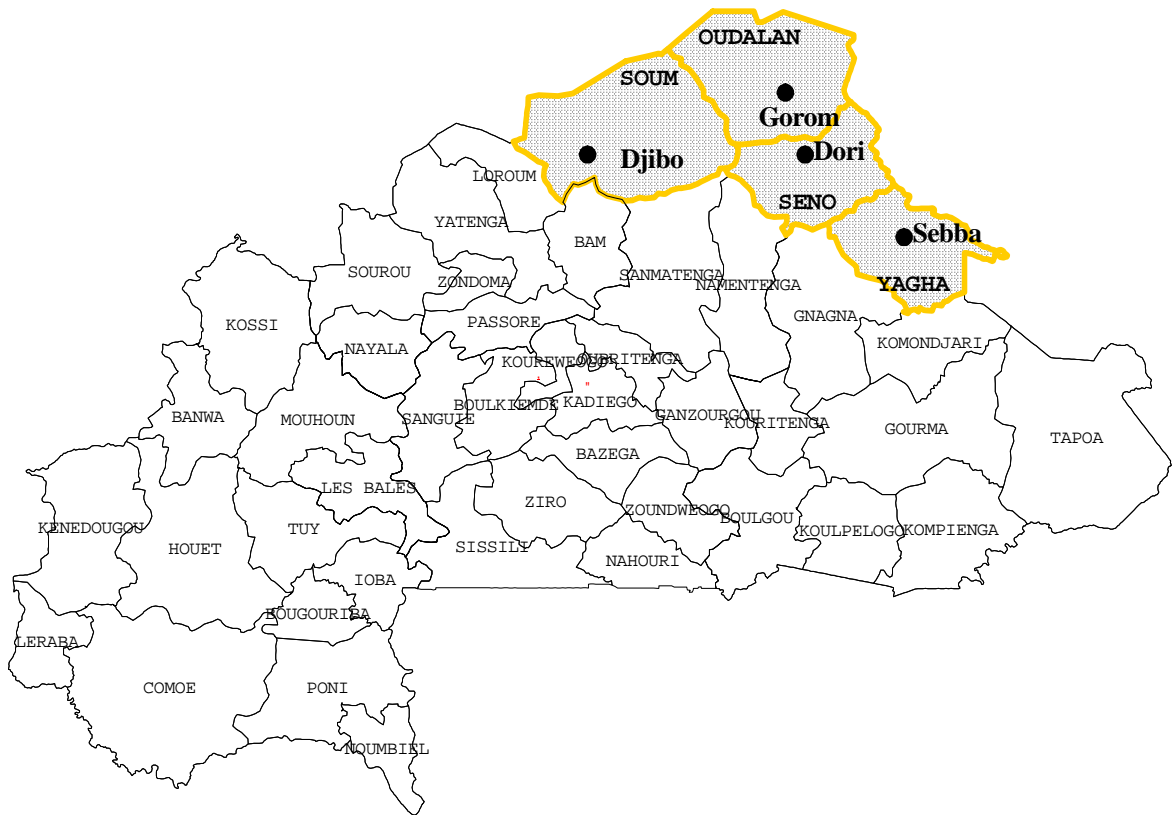 OUDALAN
SOUM
Gorom
Djibo
Dori
LOROUM
SENO
YATENGA
Sebba
BAM
SOUROU
ZONDOMA
SANMATENGA
NAMENTENGA
YAGHA
GNAGNA
KOSSI
PASSORE
NAYALA
KOMONDJARI
KOUREWEOGO
OUBRITENGA
BANWA
MOUHOUN
SANGUIE
BOULKIEMDE
KADIEGO
GANZOURGOU
KOURITENGA
GOURMA
TAPOA
BAZEGA
LES BALES
ZIRO
ZOUNDWEOGO
BOULGOU
KENEDOUGOU
TUY
KOULPELOGO
KOMPIENGA
HOUET
SISSILI
NAHOURI
IOBA
BOUGOURIBA
LERABA
COMOE
PONI
NOUMBIEL